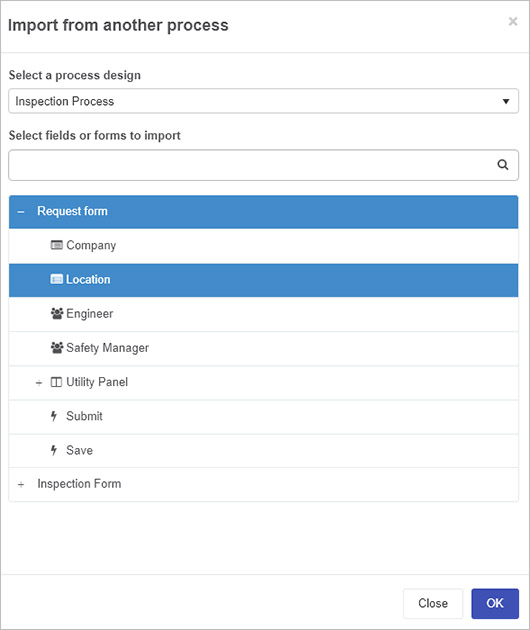 Import from another process
×
Select a process design
Inspection Process
Select fields or forms to import
− Request form
Company
Location
Engineer
Safety Manager
+ Utility Panel
Submit
Save
+ Inspection Form
Close OK